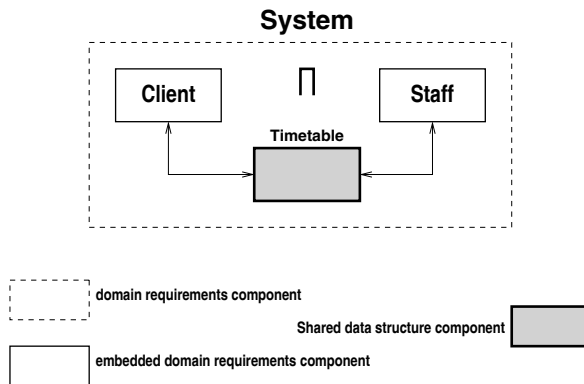 System
Client
⊓
Staff
Timetable
domain requirements component
Shared data structure component
embedded domain requirements component